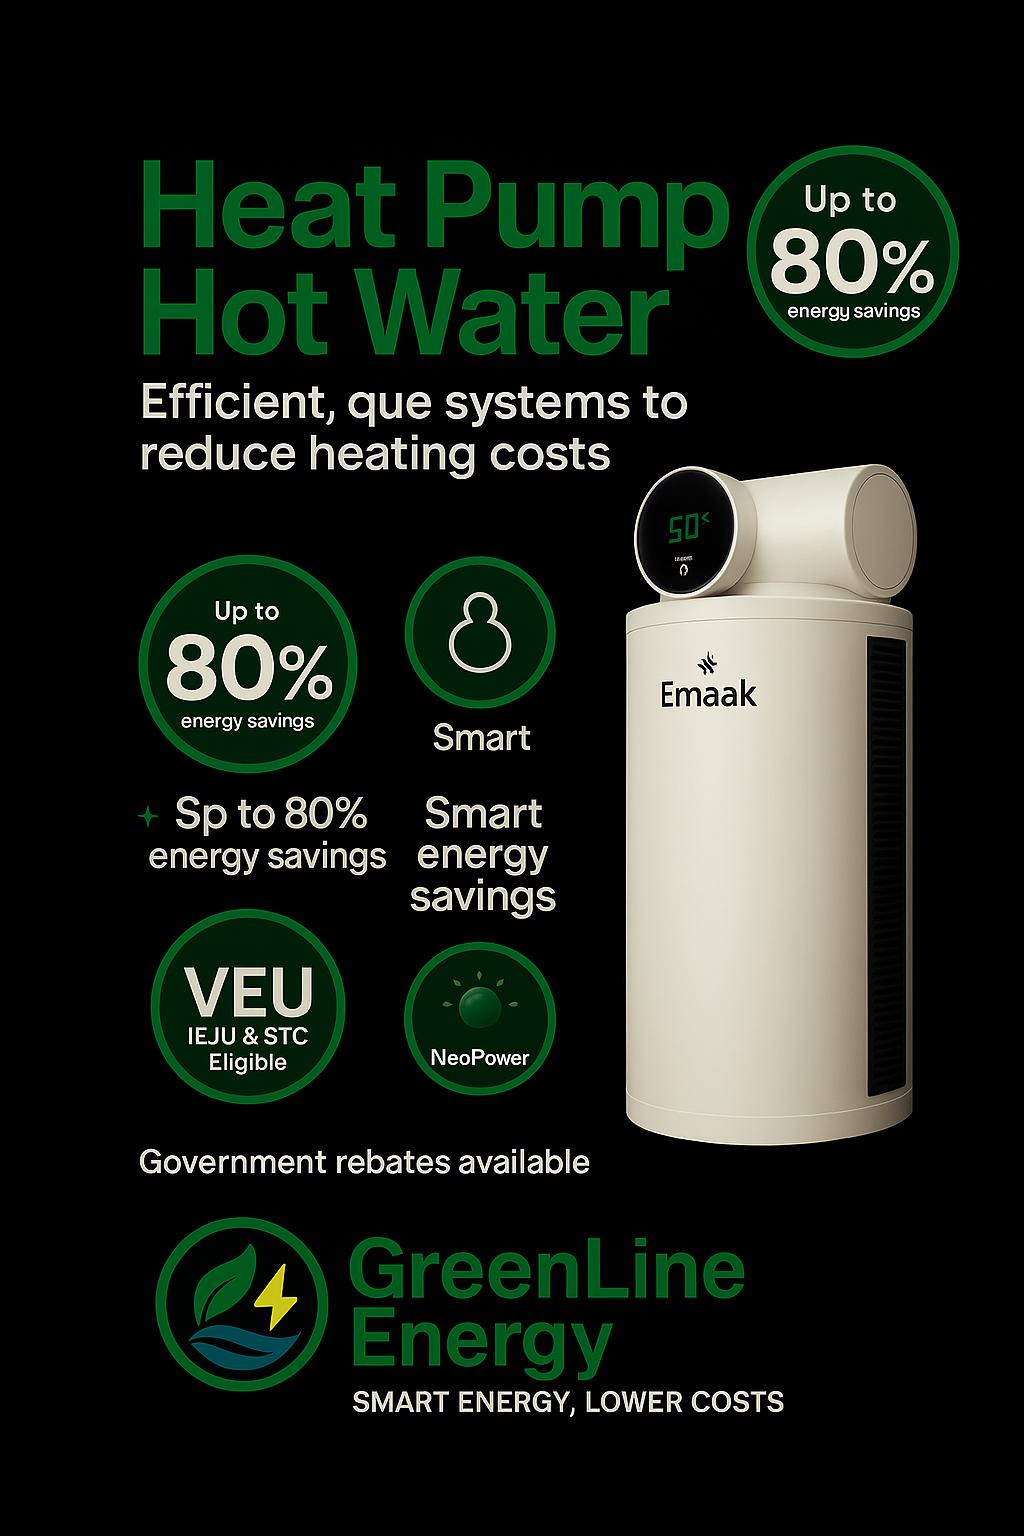 Heat Pump
Hot Water
Up to
80%
energy savings
Efficient, que systems to
reduce heating costs
50
Emaak
Up to
80%
energy savings
Smart
Sp to 80%
energy savings
Smart
energy
savings
VEU
IEJU & STC
Eligible
NeoPower
Government rebates available
GreenLine
Energy
SMART ENERGY, LOWER COSTS